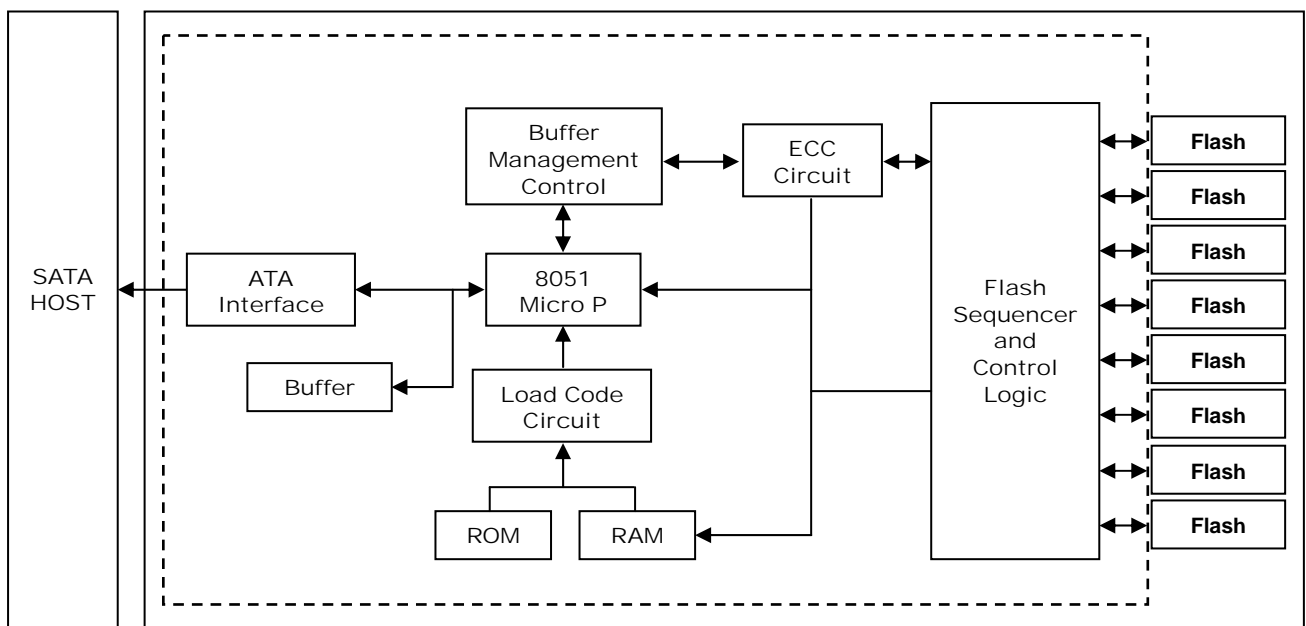 SATA
HOST
ATA
Interface
Buffer
Buffer
Management
Control
8051
Micro P
Load Code
Circuit
ROM
RAM
ECC
Circuit
Flash
Sequencer
and
Control
Logic
Flash
Flash
Flash
Flash
Flash
Flash
Flash
Flash